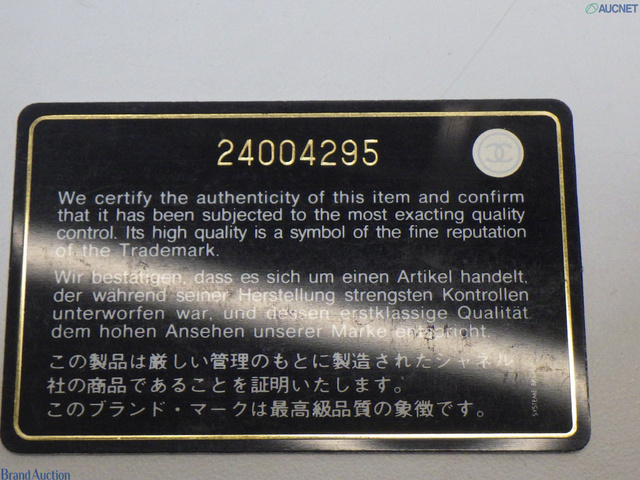 AUCNET
24004295
We certify the authenticity of this item and confirm
that it has been subjected to the most exacting quality
control. Its high quality is a symbol of the fine reputation
of the Trademark.
Wir bestätigen, dass es sich um einen Artikel handelt,
der während seiner Herstellung strengsten Kontrollen
unterworfen war, und dessen erstklassige Qualität
dem hohen Ansehen unserer Marke entspricht.
この製品は厳しい管理のもとに製造されたシャネル
社の商品であることを証明いたします。
このブランド・マークは最高級品質の象徴です。
SYSTEME
Brand Auction